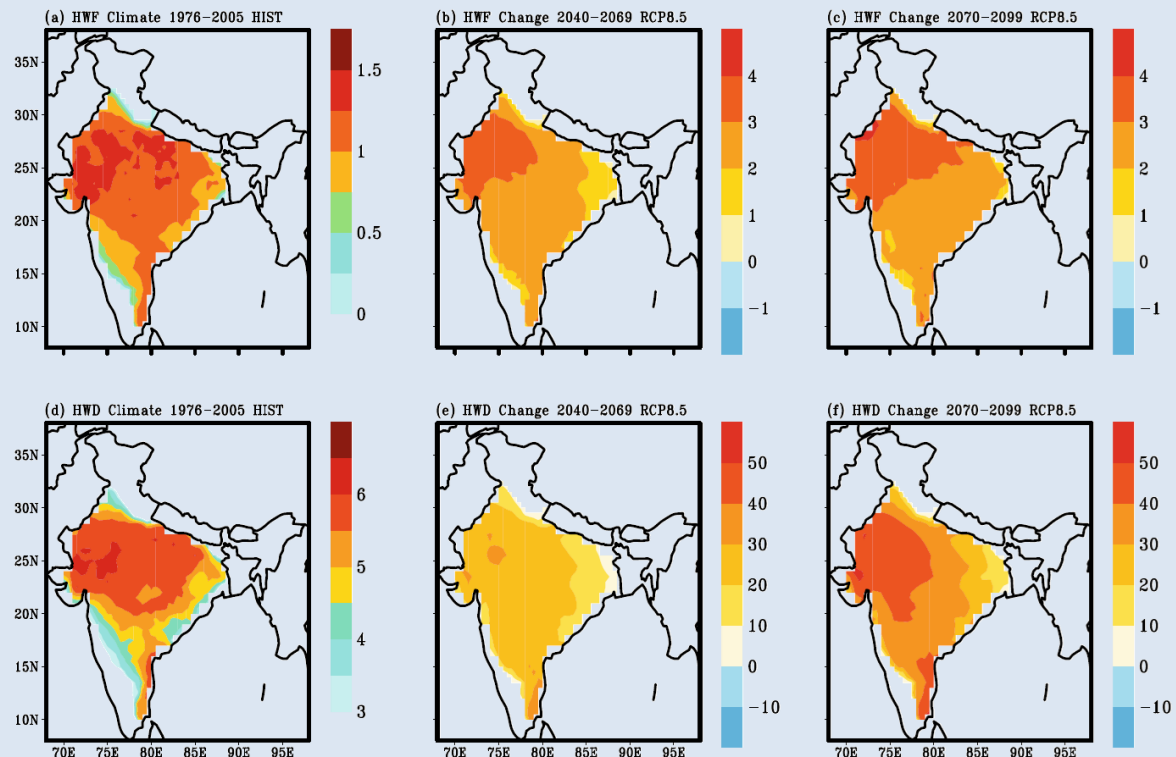 (a) HWF Climate 1976-2005 HIST
(b) HWF Change 2040-2069 RCP8.5
(c) HWF Change 2070-2099 RCP8.5
35N
30N
25N
20N
15N
10N
1.5
1
0.5
0
4
3
2
1
0
-1
4
3
2
1
0
-1
(d) HWD Climate 1976-2005 HIST
(e) HWD Change 2040-2069 RCP8.5
(f) HWD Change 2070-2099 RCP8.5
35N
30N
25N
20N
15N
10N
6
5
4
3
50
40
30
20
10
0
-10
50
40
30
20
10
0
-10
70E 75E 80E 85E 90E 95E
70E 75E 80E 85E 90E 95E
70E 75E 80E 85E 90E 95E